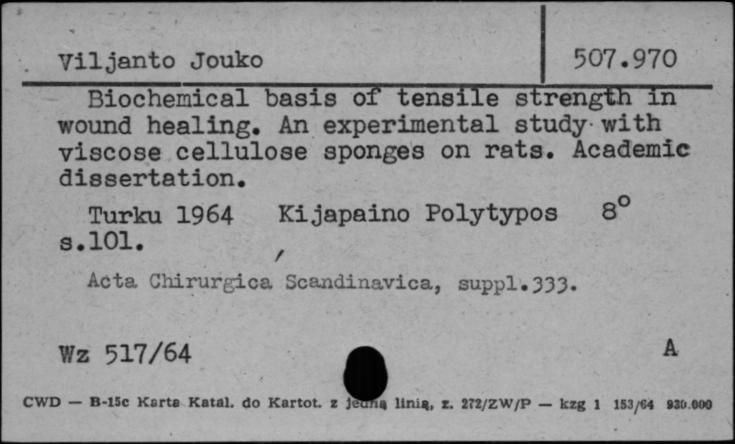 Viljanto Jouko 507.970
Biochemical basis of tensile strength in
wound healing. An experimental study with
viscose cellulose sponges on rats. Academic
dissertation.
Turku 1964 Kijapaino Polytypos 8°
s.101.
Acta Chirurgica Scandinavica, suppl.333.
Wz 517/64 A
CWD — B-15c Karta Katal. do Kartot. z jedną linią, z. 272/ZW/P — kzg 1 153/64 930.000